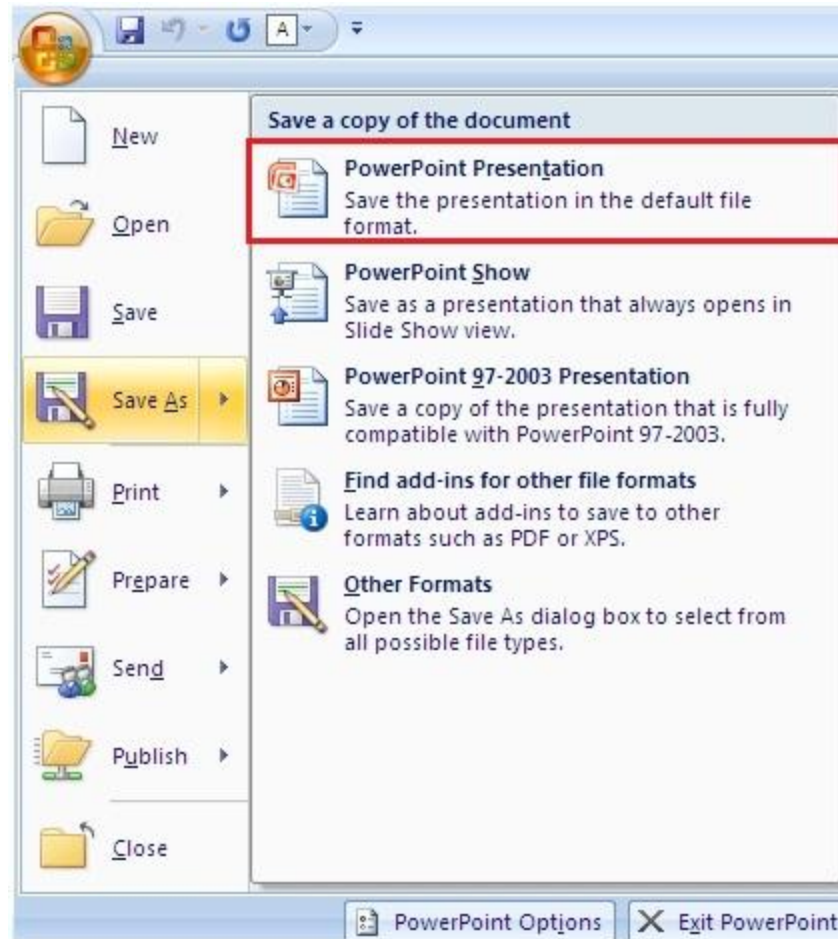 A
New
Open
Save
Save As
Print
Prepare
Send
Publish
Close
Save a copy of the document
PowerPoint Presentation
Save the presentation in the default file
format.
PowerPoint Show
Save as a presentation that always opens in
Slide Show view.
PowerPoint 97-2003 Presentation
Save a copy of the presentation that is fully
compatible with PowerPoint 97-2003.
Find add-ins for other file formats
Learn about add-ins to save to other
formats such as PDF or XPS.
Other Formats
Open the Save As dialog box to select from
all possible file types.
PowerPoint Options
Exit PowerPoint